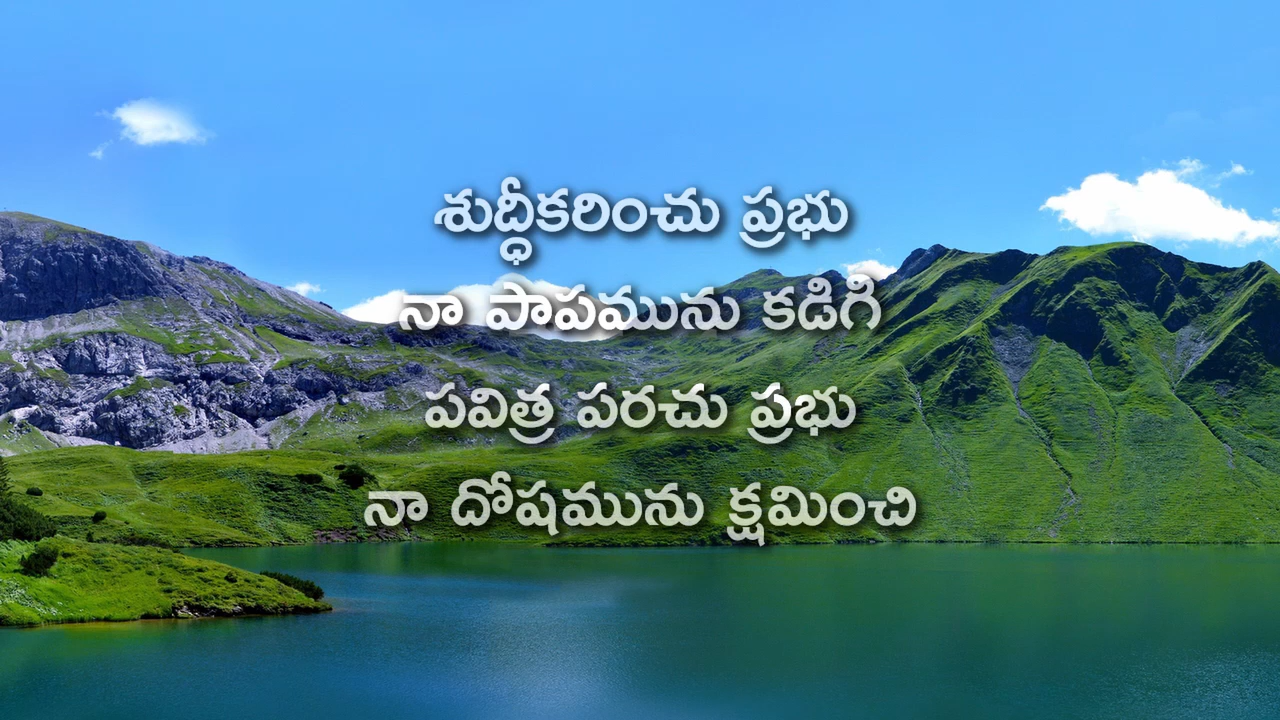 శుద్ధీకరించు ప్రభు
నా పాపమును కడిగి
పవిత్ర పరచు ప్రభు
నా దోషమును క్షమించి